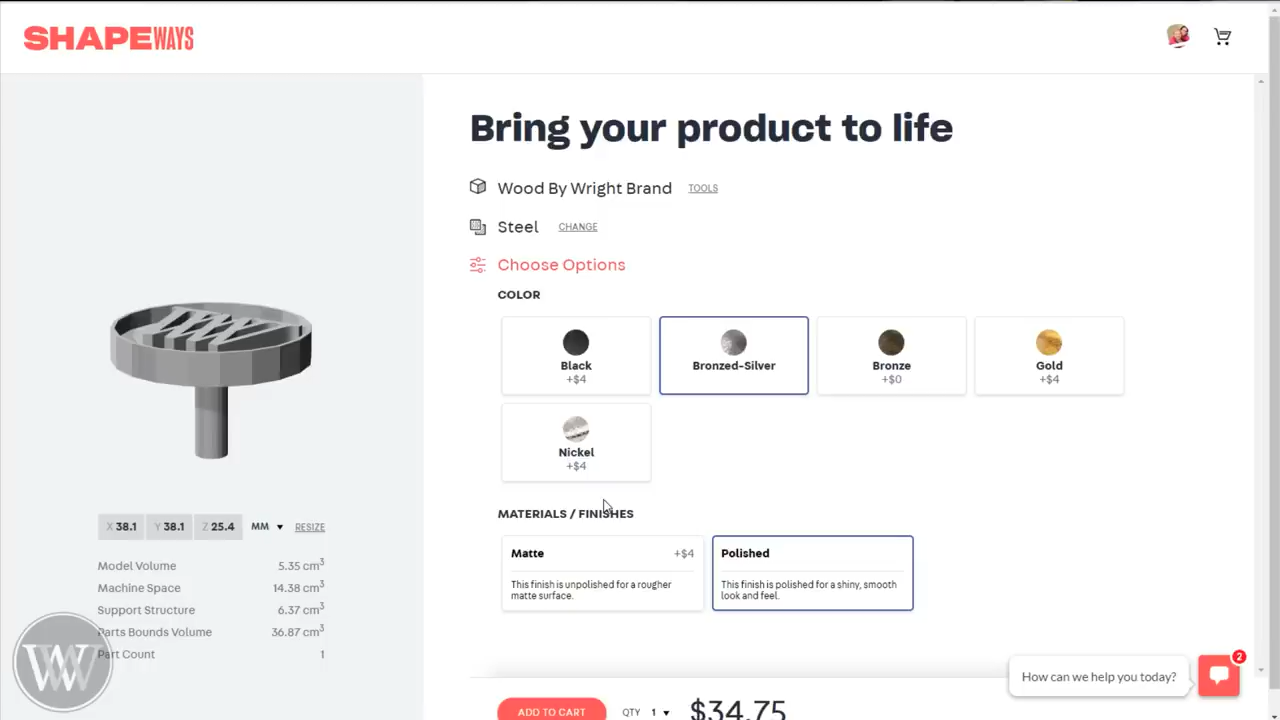 SHAPEWAYS
Bring your product to life
Wood By Wright Brand TOOLS
Steel CHANGE
Choose Options
COLOR
Black
+$4
Bronzed-Silver
Bronze
+$0
Gold
+$4
Nickel
+$4
MATERIALS / FINISHES
Matte +$4
This finish is unpolished for a rougher
matte surface.
Polished
This finish is polished for a shiny, smooth
look and feel.
X 38.1 Y 38.1 Z 25.4 MM RESIZE
Model Volume 5.35 cm³
Machine Space 14.38 cm³
Support Structure 6.37 cm³
Parts Bounds Volume 36.87 cm³
Part Count 1
W
ADD TO CART QTY 1 $34.75
How can we help you today?
2